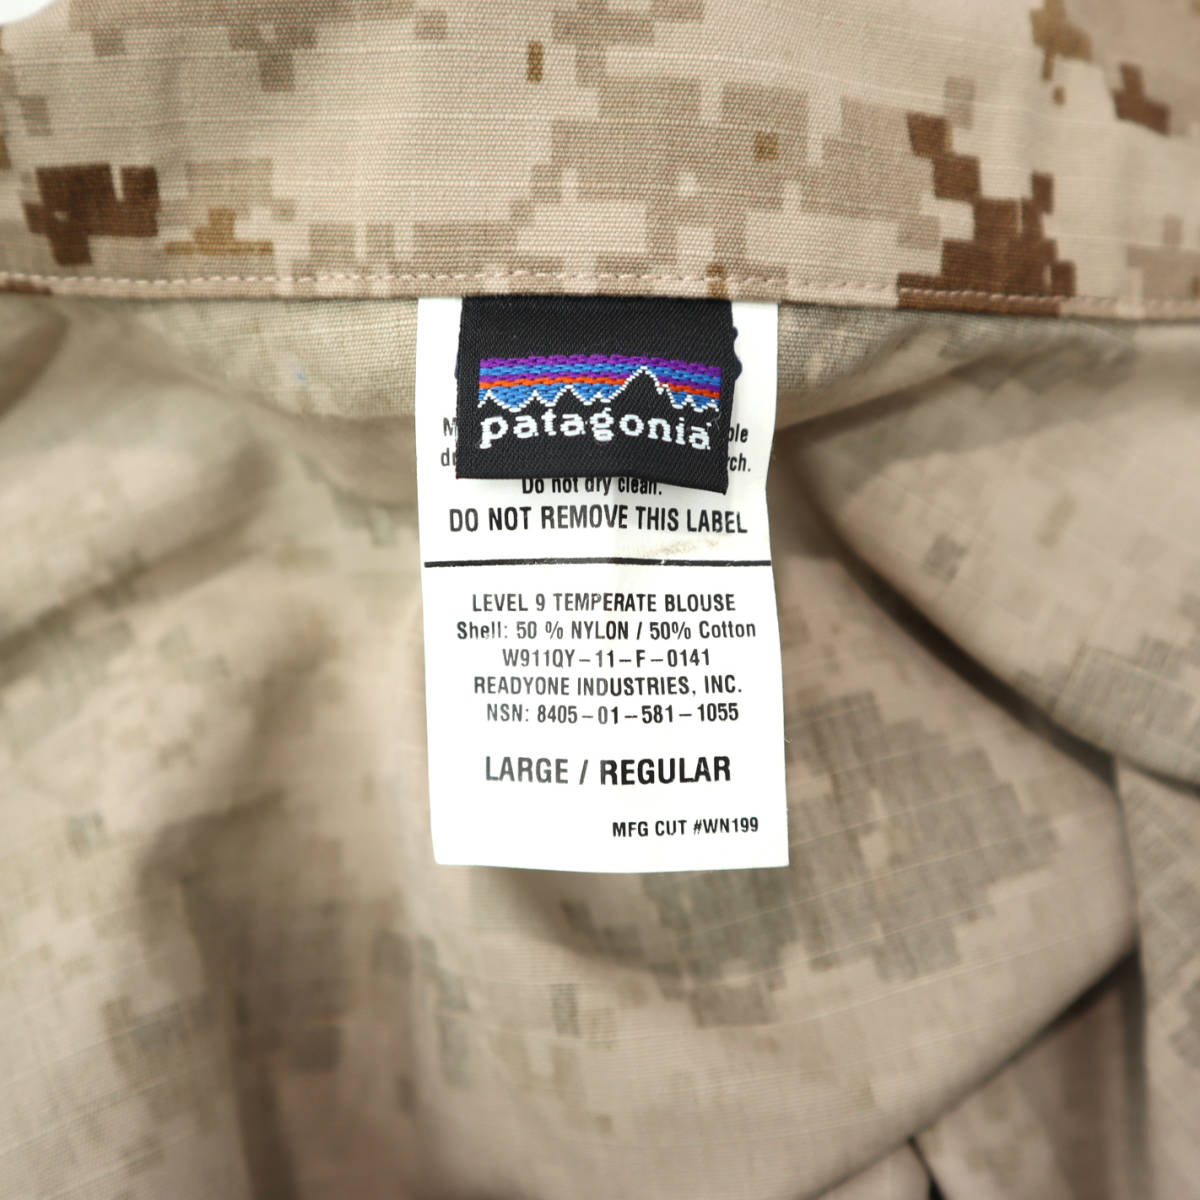 patagonia
Do not dry clean.
DO NOT REMOVE THIS LABEL
LEVEL 9 TEMPERATE BLOUSE
Shell: 50 % NYLON / 50% Cotton
W911QY-11-F-0141
READYONE INDUSTRIES, INC.
NSN: 8405-01-581-1055
LARGE / REGULAR
MFG CUT #WN199